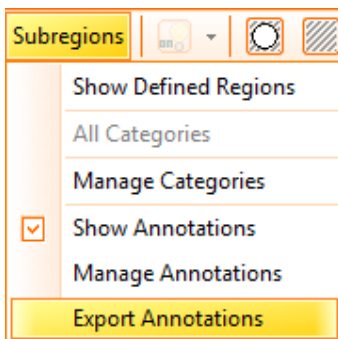 Subregions
Show Defined Regions
All Categories
Manage Categories
Show Annotations
Manage Annotations
Export Annotations